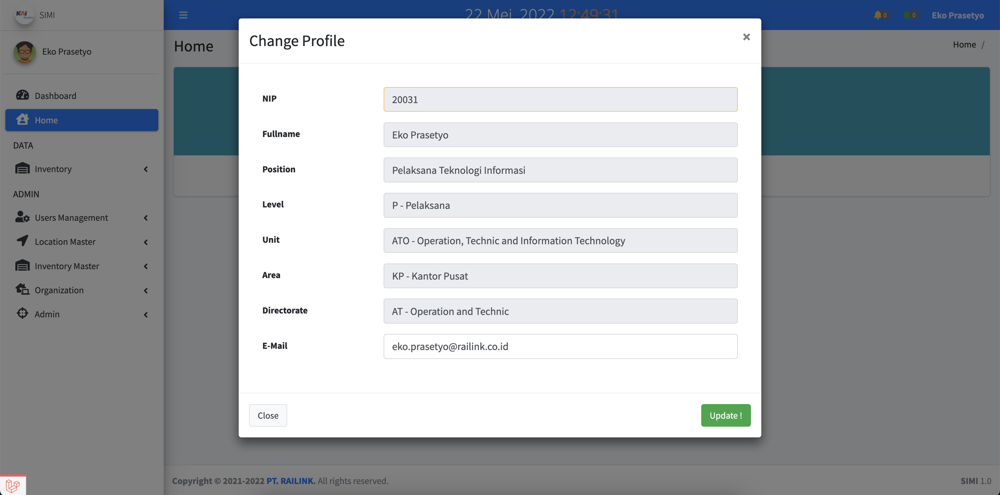 KAI Bandara
SIMI
22 Mei 2022 12:49:31
0
0
Eko Prasetyo
Eko Prasetyo
Dashboard
Home
DATA
Inventory
ADMIN
Users Management
Location Master
Inventory Master
Organization
Admin
Home
Home /
Change Profile
×
NIP
20031
Fullname
Eko Prasetyo
Position
Pelaksana Teknologi Informasi
Level
P - Pelaksana
Unit
ATO - Operation, Technic and Information Technology
Area
KP - Kantor Pusat
Directorate
AT - Operation and Technic
E-Mail
eko.prasetyo@railink.co.id
Close
Update !
Copyright © 2021-2022 PT. RAILINK. All rights reserved.
SIMI 1.0